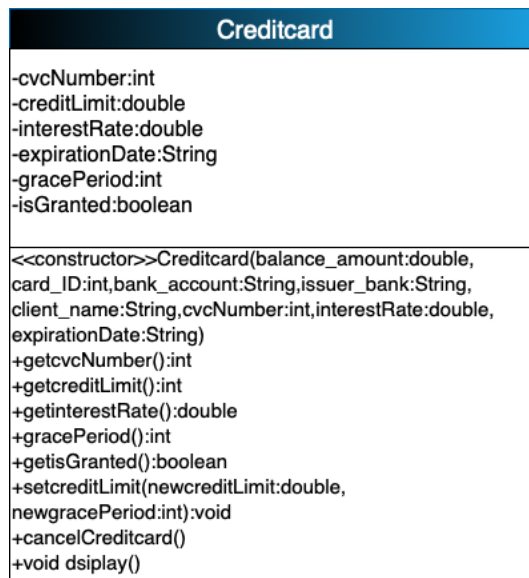 Creditcard
-cvcNumber:int
-creditLimit:double
-interestRate:double
-expirationDate:String
-gracePeriod:int
-isGranted:boolean
<<constructor>>Creditcard(balance_amount:double,
card_ID:int,bank_account:String,issuer_bank:String,
client_name:String,cvcNumber:int,interestRate:double,
expirationDate:String)
+getcvcNumber():int
+getcreditLimit():int
+getinterestRate():double
+gracePeriod():int
+getisGranted():boolean
+setcreditLimit(newcreditLimit:double,
newgracePeriod:int):void
+cancelCreditcard()
+void dsiplay()